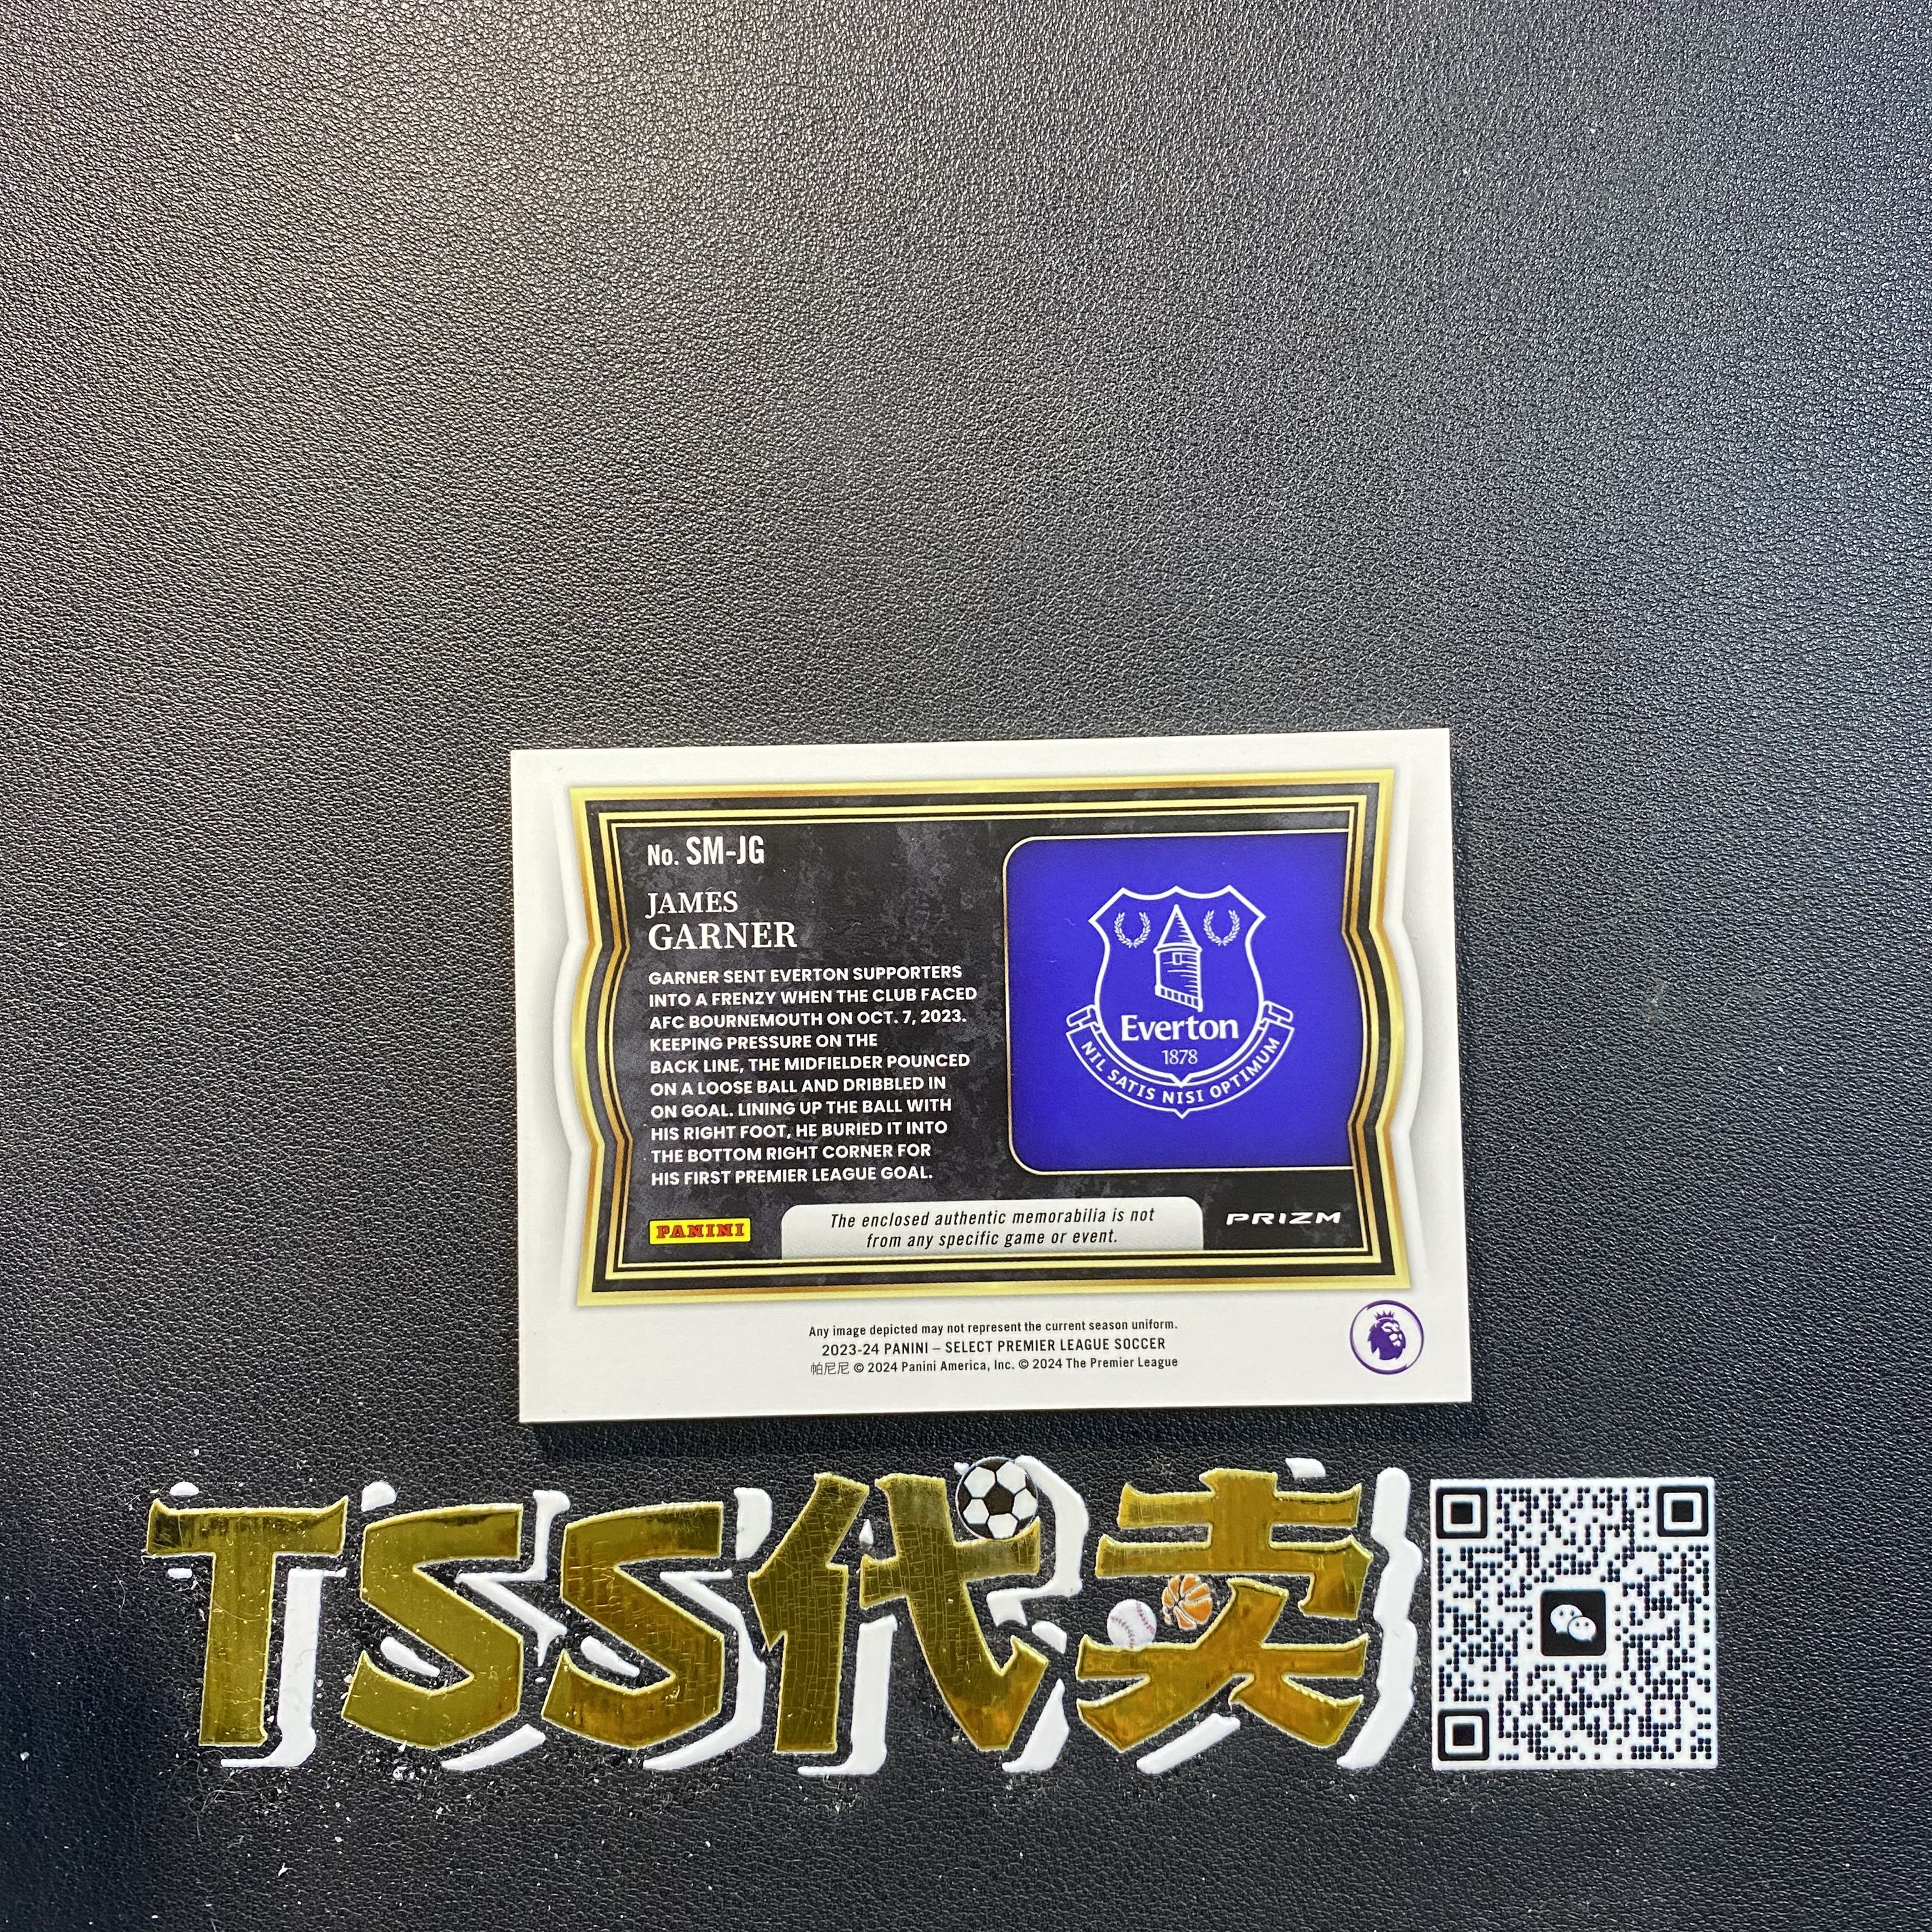 No. SM-JG
JAMES
GARNER
GARNER SENT EVERTON SUPPORTERS
INTO A FRENZY WHEN THE CLUB FACED
AFC BOURNEMOUTH ON OCT. 7, 2023.
KEEPING PRESSURE ON THE
BACK LINE, THE MIDFIELDER POUNCED
ON A LOOSE BALL AND DRIBBLED IN
ON GOAL. LINING UP THE BALL WITH
HIS RIGHT FOOT, HE BURIED IT INTO
THE BOTTOM RIGHT CORNER FOR
HIS FIRST PREMIER LEAGUE GOAL.
Everton
1878
NIL SATIS NISI OPTIMUM
PANINI
The enclosed authentic memorabilia is not
from any specific game or event.
PRIZM
Any image depicted may not represent the current season uniform.
2023-24 PANINI – SELECT PREMIER LEAGUE SOCCER
帕尼尼 © 2024 Panini America, Inc. © 2024 The Premier League
TSS代卖